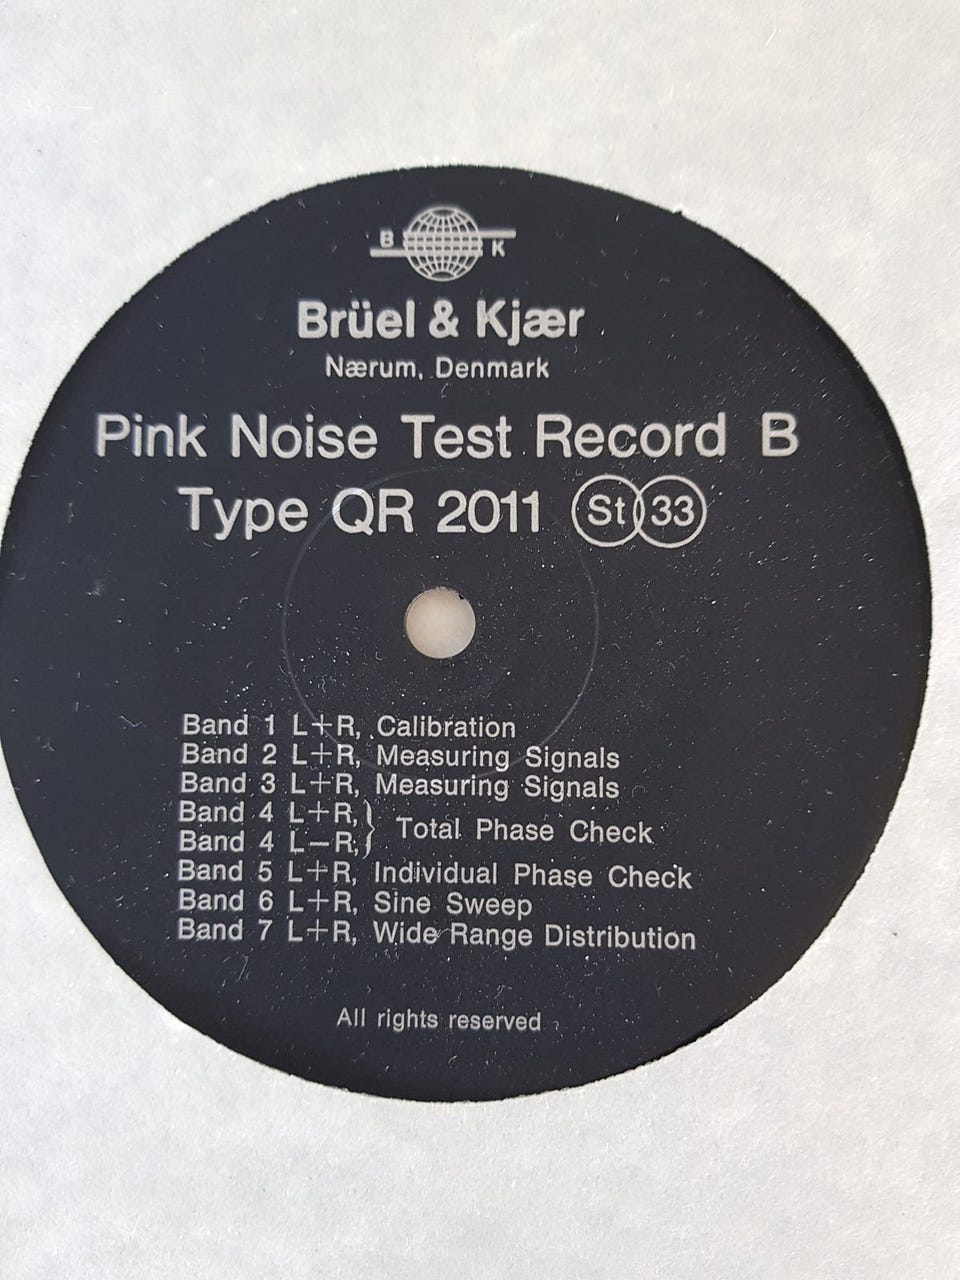 B K
Brüel & Kjær
Nærum, Denmark
Pink Noise Test Record B
Type QR 2011 St 33
Band 1 L+R, Calibration
Band 2 L+R, Measuring Signals
Band 3 L+R, Measuring Signals
Band 4 L+R,} Total Phase Check
Band 4 L−R,}
Band 5 L+R, Individual Phase Check
Band 6 L+R, Sine Sweep
Band 7 L+R, Wide Range Distribution
All rights reserved